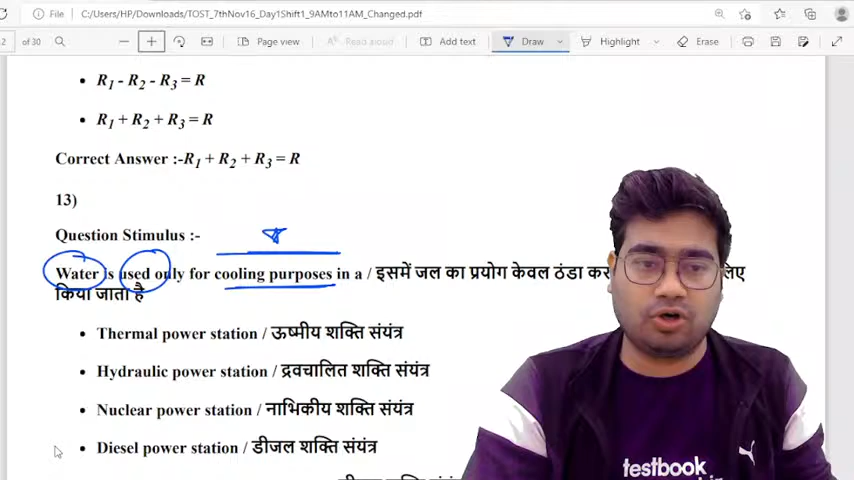 File | C:/Users/HP/Downloads/TOST_7thNov16_Day1Shift1_9AMto11AM_Changed.pdf
2 of 30 Page view Read aloud Add text Draw Highlight Erase
• R1 - R2 - R3 = R
• R1 + R2 + R3 = R
Correct Answer :-R1 + R2 + R3 = R
13)
Question Stimulus :-
Water is used only for cooling purposes in a / इसमें जल का प्रयोग केवल ठंडा कर लिए
किया जाता है
• Thermal power station / ऊष्मीय शक्ति संयंत्र
• Hydraulic power station / द्रवचालित शक्ति संयंत्र
• Nuclear power station / नाभिकीय शक्ति संयंत्र
• Diesel power station / डीजल शक्ति संयंत्र
testbook